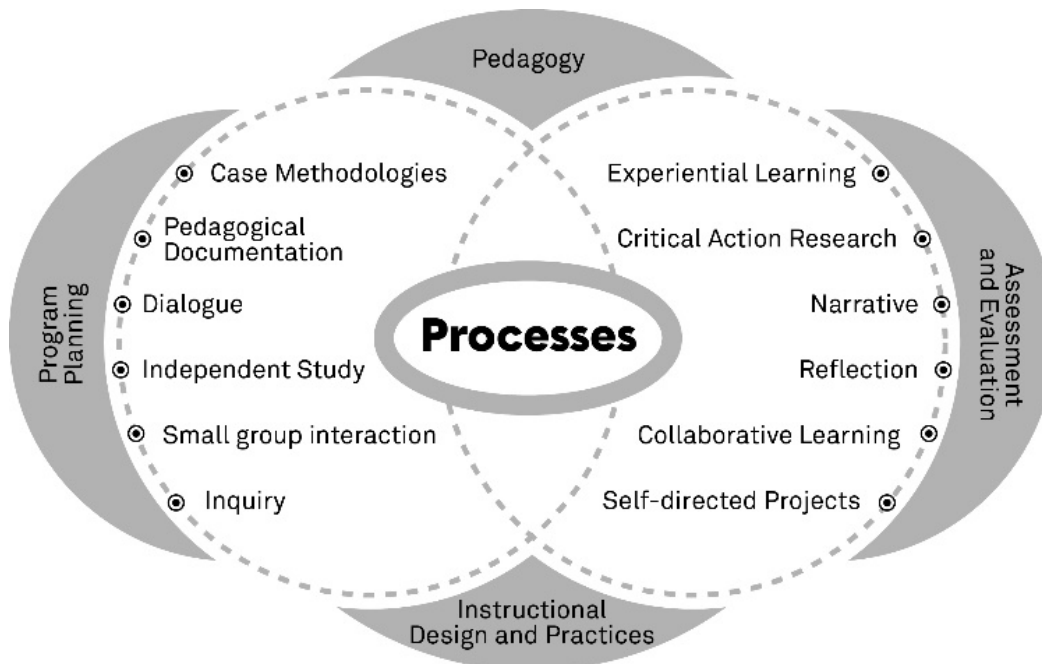 Pedagogy
Case Methodologies
Pedagogical
Documentation
Dialogue
Independent Study
Small group interaction
Inquiry
Program
Planning
Processes
Experiential Learning
Critical Action Research
Narrative
Reflection
Collaborative Learning
Self-directed Projects
Assessment
and Evaluation
Instructional
Design and Practices